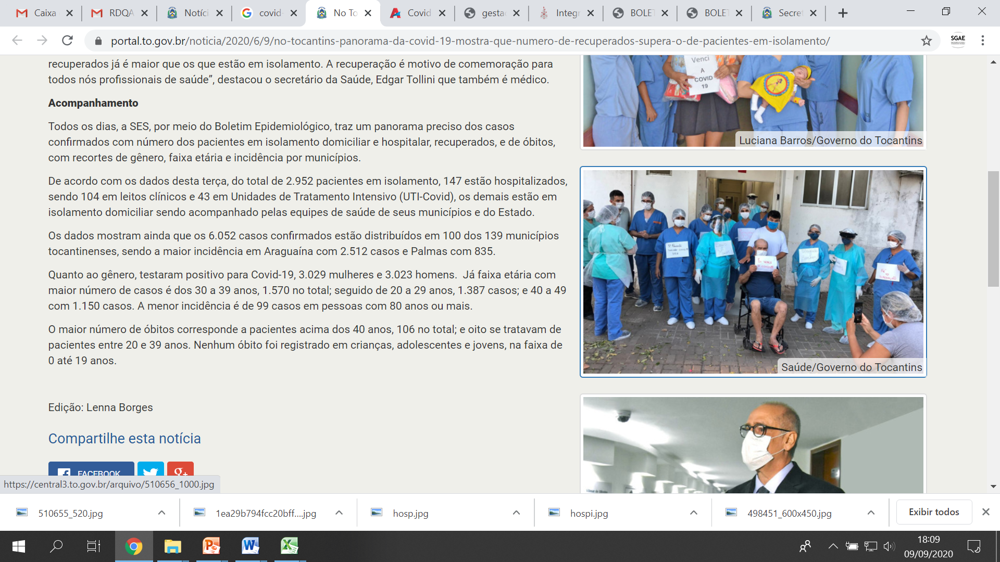 Caixa
RDQA
Notíci
covid-
No To
Covid
gesta
Integr
BOLE
BOLE
Secre
portal.to.gov.br/noticia/2020/6/9/no-tocantins-panorama-da-covid-19-mostra-que-numero-de-recuperados-supera-o-de-pacientes-em-isolamento/
SGAE
recuperados já é maior que os que estão em isolamento. A recuperação é motivo de comemoração para
todos nós profissionais de saúde”, destacou o secretário da Saúde, Edgar Tollini que também é médico.
Acompanhamento
Todos os dias, a SES, por meio do Boletim Epidemiológico, traz um panorama preciso dos casos
confirmados com número dos pacientes em isolamento domiciliar e hospitalar, recuperados, e de óbitos,
com recortes de gênero, faixa etária e incidência por municípios.
De acordo com os dados desta terça, do total de 2.952 pacientes em isolamento, 147 estão hospitalizados,
sendo 104 em leitos clínicos e 43 em Unidades de Tratamento Intensivo (UTI-Covid), os demais estão em
isolamento domiciliar sendo acompanhado pelas equipes de saúde de seus municípios e do Estado.
Os dados mostram ainda que os 6.052 casos confirmados estão distribuídos em 100 dos 139 municípios
tocantinenses, sendo a maior incidência em Araguaína com 2.512 casos e Palmas com 835.
Quanto ao gênero, testaram positivo para Covid-19, 3.029 mulheres e 3.023 homens.  Já faixa etária com
maior número de casos é dos 30 a 39 anos, 1.570 no total; seguido de 20 a 29 anos, 1.387 casos; e 40 a 49
com 1.150 casos. A menor incidência é de 99 casos em pessoas com 80 anos ou mais.
O maior número de óbitos corresponde a pacientes acima dos 40 anos, 106 no total; e oito se tratavam de
pacientes entre 20 e 39 anos. Nenhum óbito foi registrado em crianças, adolescentes e jovens, na faixa de
0 até 19 anos.
Edição: Lenna Borges
Compartilhe esta notícia
FACEBOOK
g+
https://central3.to.gov.br/arquivo/510656_1000.jpg
Venci
A
COVID
19
Luciana Barros/Governo do Tocantins
Saúde/Governo do Tocantins
510655_520.jpg
1ea29b794fcc20bff....jpg
hosp.jpg
hospi.jpg
498451_600x450.jpg
Exibir todos
18:09
09/09/2020